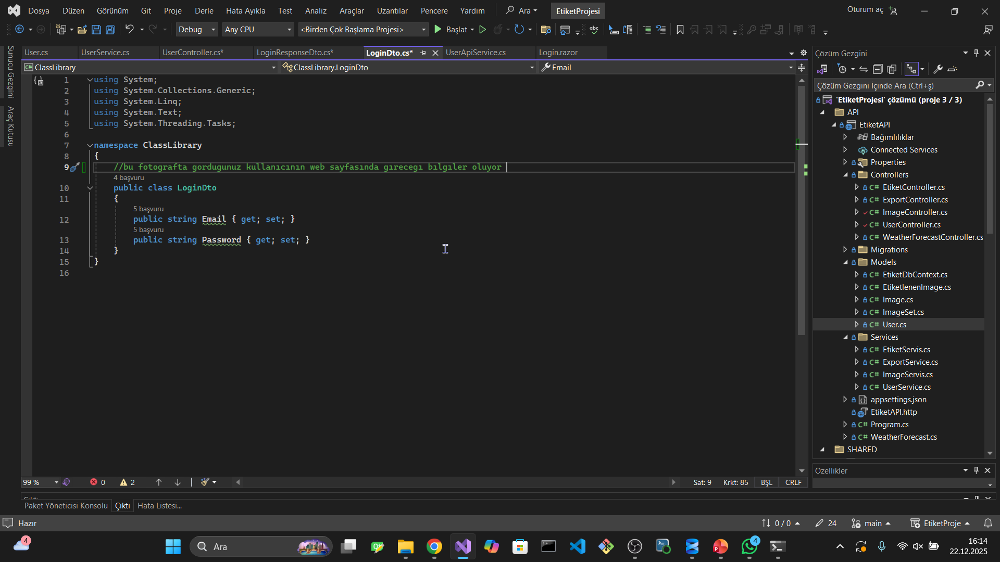 Dosya Düzen Görünüm Git Proje Derle Hata Ayıkla Test Analiz Araçlar Uzantılar Pencere Yardım Ara EtiketProjesi Oturum aç
Debug Any CPU <Birden Çok Başlama Projesi> Başlat
Sunucu Gezgini
Araç Kutusu
User.cs UserService.cs UserController.cs* LoginResponseDto.cs* LoginDto.cs* UserApiService.cs Login.razor
ClassLibrary ClassLibrary.LoginDto Email
1 using System;
2 using System.Collections.Generic;
3 using System.Linq;
4 using System.Text;
5 using System.Threading.Tasks;
6
7 namespace ClassLibrary
8 {
9 //bu fotografta gordugunuz kullanıcının web sayfasında gırecegı bılgıler oluyor
4 başvuru
10 public class LoginDto
11 {
5 başvuru
12 public string Email { get; set; }
5 başvuru
13 public string Password { get; set; }
14 }
15 }
16
99 % 0 2 Sat: 9 Krkt: 85 BŞL CRLF
Çözüm Gezgini
Çözüm Gezgini İçinde Ara (Ctrl+ş)
'EtiketProjesi' çözümü (proje 3 / 3)
API
EtiketAPI
Bağımlılıklar
Connected Services
Properties
Controllers
C# EtiketController.cs
C# ExportController.cs
C# ImageController.cs
C# UserController.cs
C# WeatherForecastController.cs
Migrations
Models
C# EtiketDbContext.cs
C# EtiketlenenImage.cs
C# Image.cs
C# ImageSet.cs
C# User.cs
Services
C# EtiketServis.cs
C# ExportService.cs
C# ImageServis.cs
C# UserService.cs
appsettings.json
EtiketAPI.http
C# Program.cs
C# WeatherForecast.cs
SHARED
Özellikler
Paket Yöneticisi Konsolu Çıktı Hata Listesi...
Hazır 0 / 0 24 main EtiketProje
4 Ara 4 16:14
22.12.2025